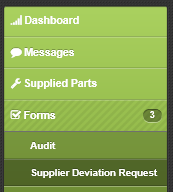 Dashboard
Messages
Supplied Parts
Forms 3
Audit
Supplier Deviation Request